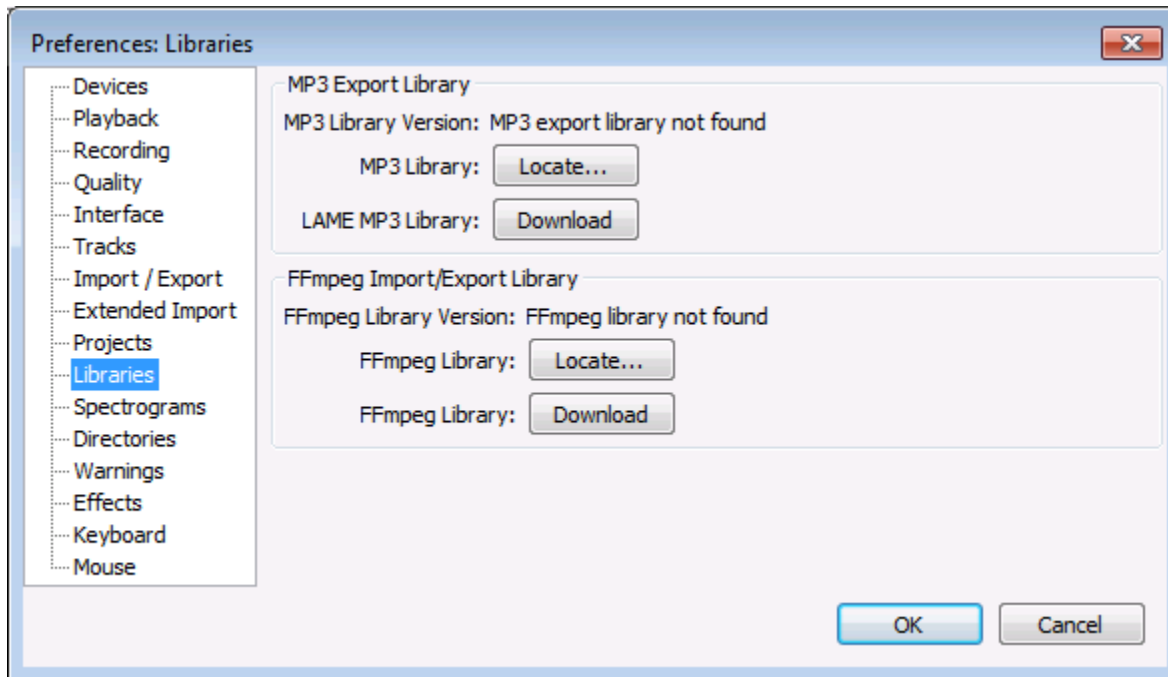 Preferences: Libraries
Devices
Playback
Recording
Quality
Interface
Tracks
Import / Export
Extended Import
Projects
Libraries
Spectrograms
Directories
Warnings
Effects
Keyboard
Mouse
MP3 Export Library
MP3 Library Version: MP3 export library not found
MP3 Library: Locate...
LAME MP3 Library: Download
FFmpeg Import/Export Library
FFmpeg Library Version: FFmpeg library not found
FFmpeg Library: Locate...
FFmpeg Library: Download
OK Cancel